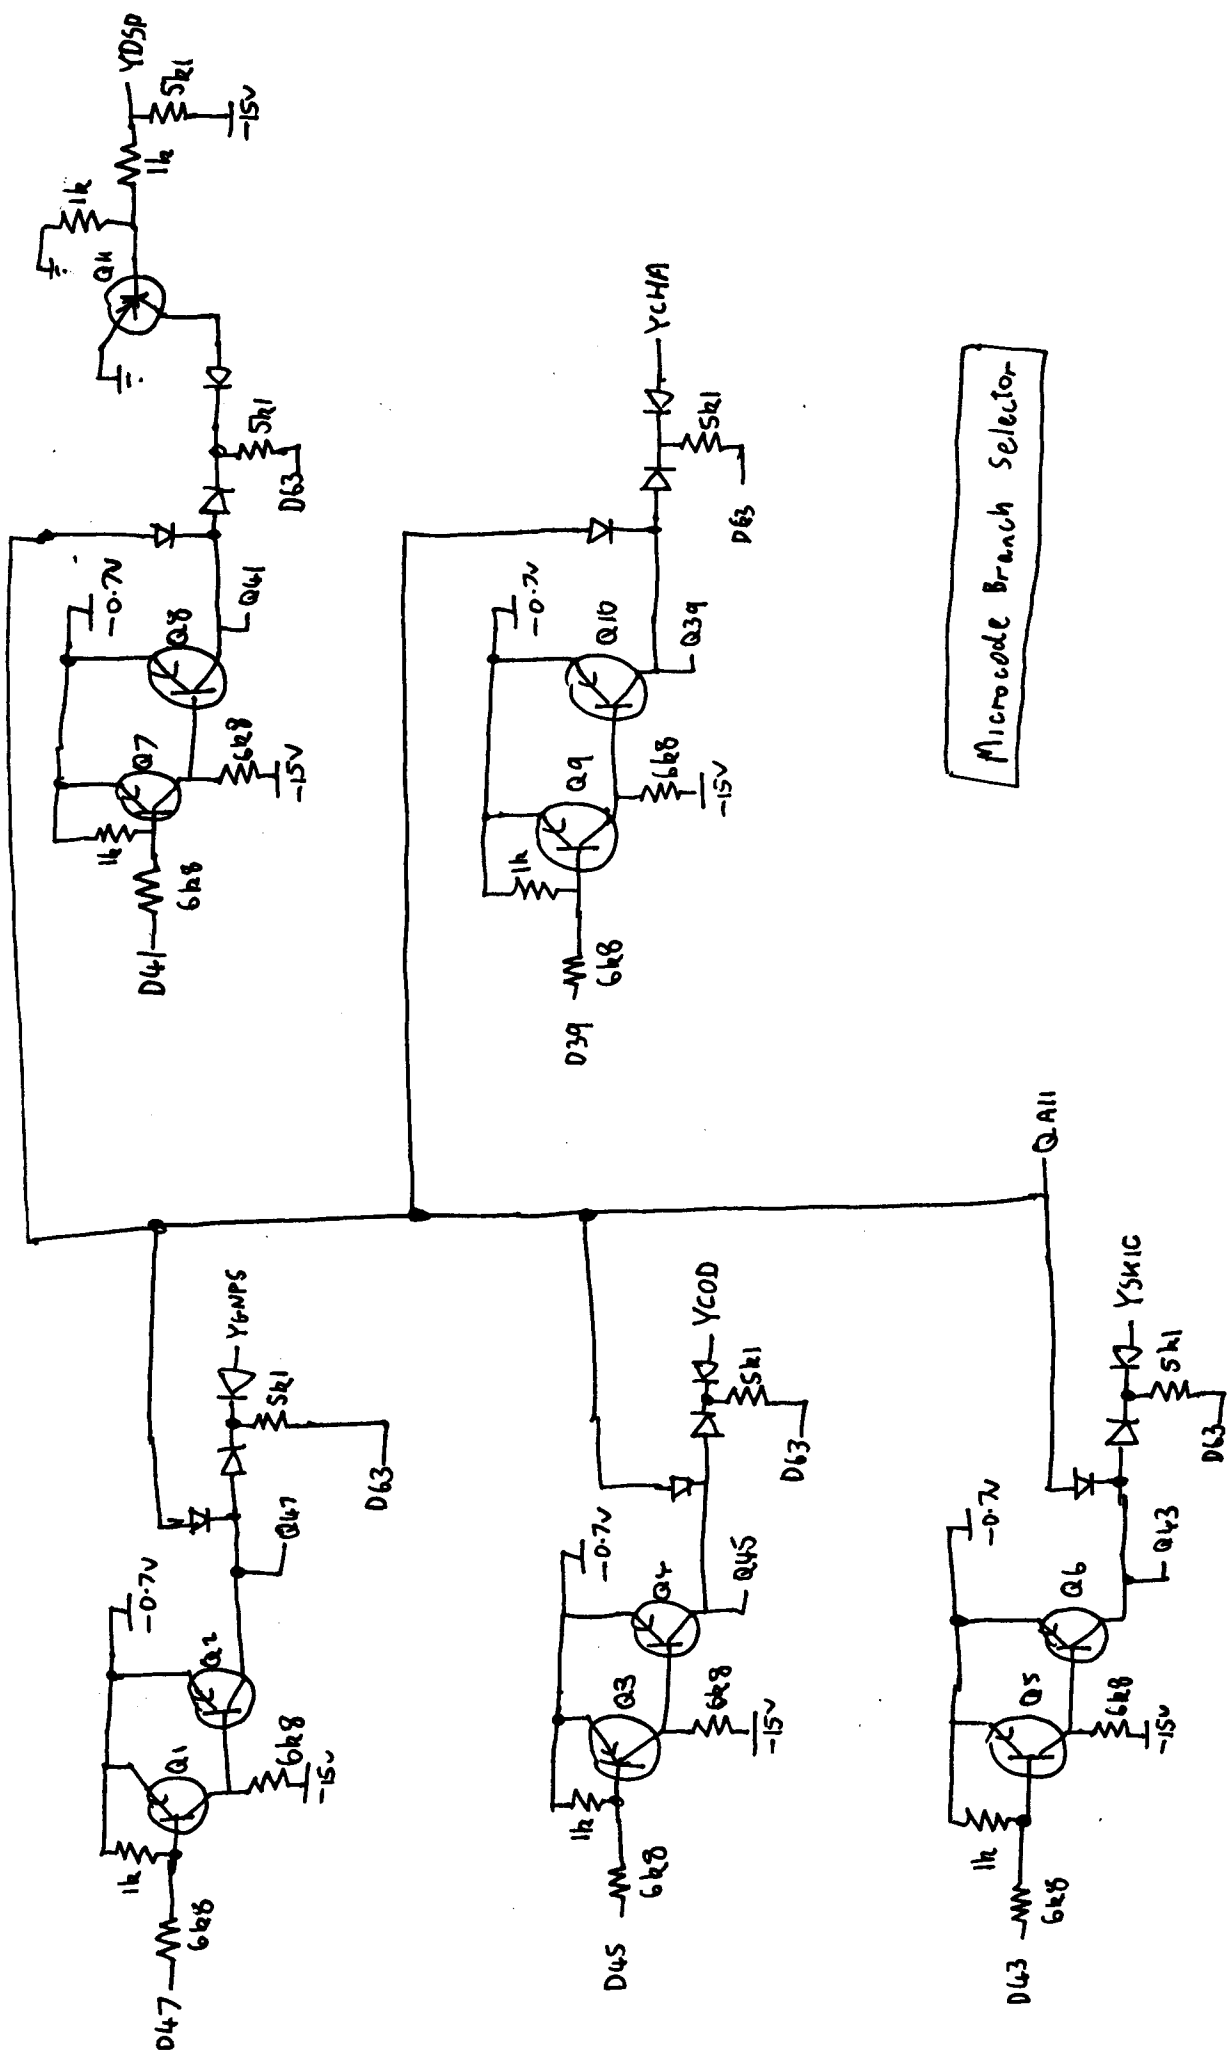 D47
6k8
1k
Q1
6k8
-15v
Q2
-0.7v
Q47
D63
5k1
YGNPS
D41
6k8
1k
Q7
6k8
-15v
Q8
-0.7v
Q41
D63
5k1
Q11
1k
1k
YDSP
5k1
-15v
D45
6k8
1k
Q3
6k8
-15v
Q4
-0.7v
Q45
D63
5k1
YCOD
D39
6k8
1k
Q9
6k8
-15v
Q10
-0.7v
Q39
D63
5k1
YCHA
D43
6k8
1k
Q5
6k8
-15v
Q6
-0.7v
Q43
D63
5k1
YSKIC
QA11
Microcode Branch Selector